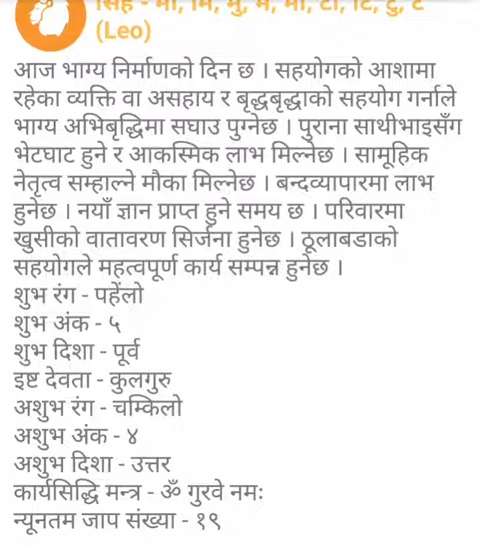 सिंह - मा, मि, मु, मे, मो, टा, टि, टु, टे
(Leo)
आज भाग्य निर्माणको दिन छ । सहयोगको आशामा
रहेका व्यक्ति वा असहाय र बृद्धबृद्धाको सहयोग गर्नाले
भाग्य अभिबृद्धिमा सघाउ पुग्नेछ । पुराना साथीभाइसँग
भेटघाट हुने र आकस्मिक लाभ मिल्नेछ । सामूहिक
नेतृत्व सम्हाल्ने मौका मिल्नेछ । बन्दव्यापारमा लाभ
हुनेछ । नयाँ ज्ञान प्राप्त हुने समय छ । परिवारमा
खुसीको वातावरण सिर्जना हुनेछ । ठूलाबडाको
सहयोगले महत्वपूर्ण कार्य सम्पन्न हुनेछ ।
शुभ रंग - पहेंलो
शुभ अंक - ५
शुभ दिशा - पूर्व
इष्ट देवता - कुलगुरु
अशुभ रंग - चम्किलो
अशुभ अंक - ४
अशुभ दिशा - उत्तर
कार्यसिद्धि मन्त्र - ॐ गुरवे नमः
न्यूनतम जाप संख्या - १९